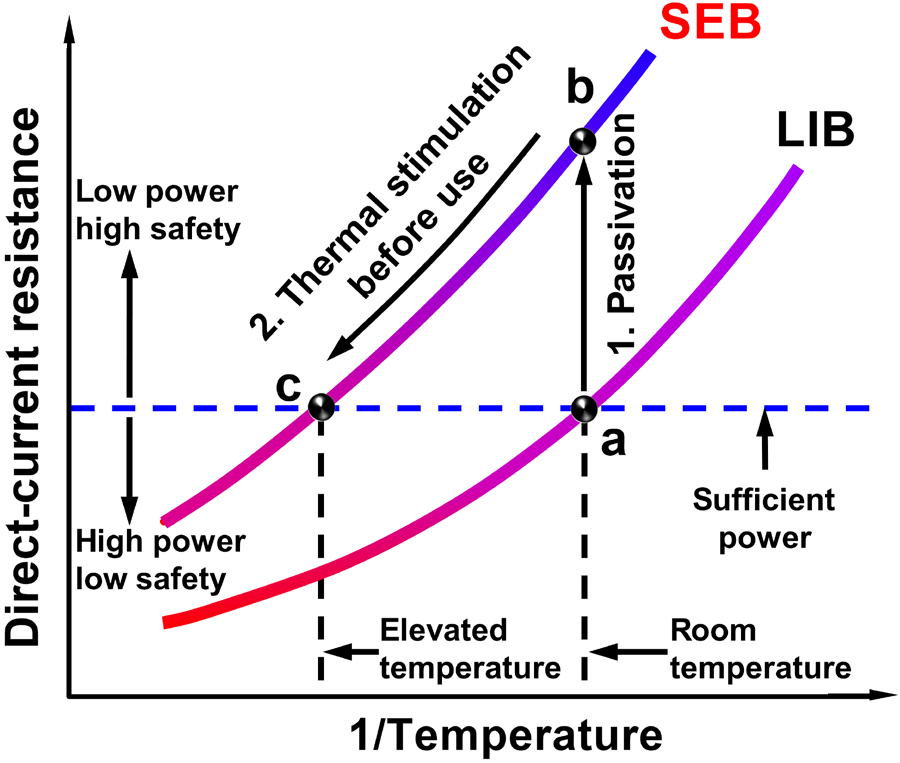 SEB
LIB
b
2. Thermal stimulation
before use
1. Passivation
Direct-current resistance
Low power
high safety
c
a
High power
low safety
Sufficient
power
Elevated
temperature
Room
temperature
1/Temperature